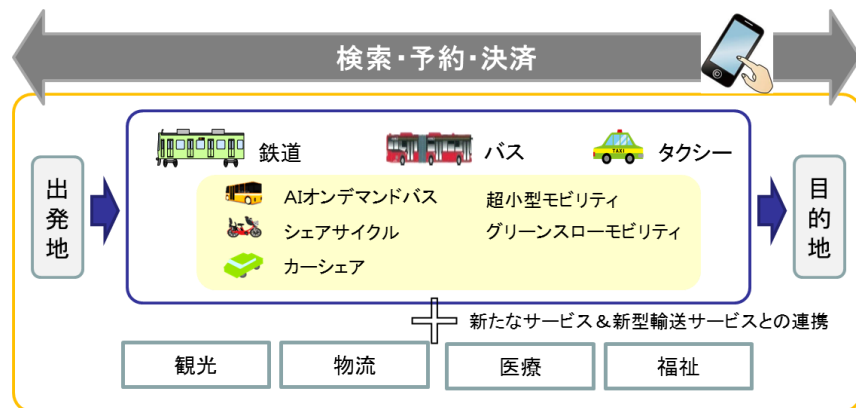 検索・予約・決済
鉄道
バス
TAXI
タクシー
出発地
AIオンデマンドバス
超小型モビリティ
シェアサイクル
グリーンスローモビリティ
カーシェア
目的地
新たなサービス＆新型輸送サービスとの連携
観光
物流
医療
福祉